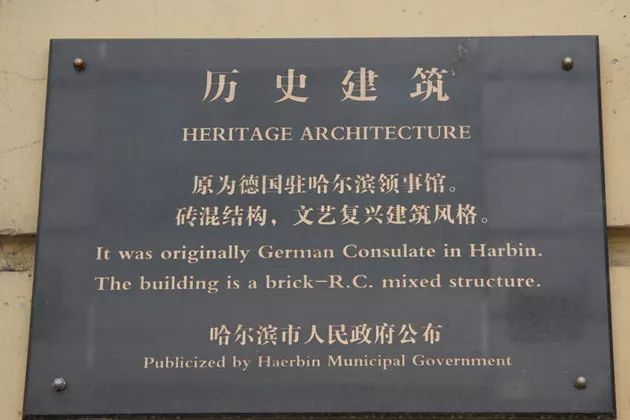 历史建筑
HERITAGE ARCHITECTURE
原为德国驻哈尔滨领事馆。
砖混结构，文艺复兴建筑风格。
It was originally German Consulate in Harbin.
The building is a brick-R.C. mixed structure.
哈尔滨市人民政府公布
Publicized by Haerbin Municipal Government